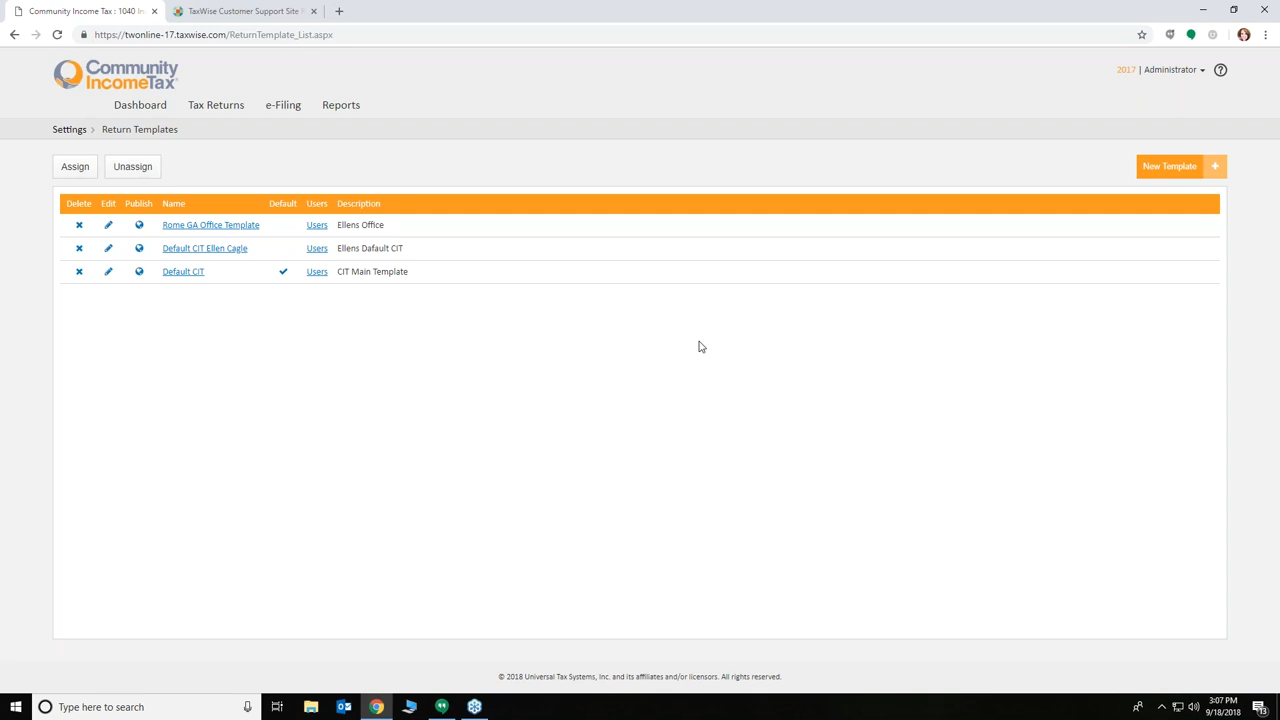 Community Income Tax : 1040 In
TaxWise Customer Support Site
https://twonline-17.taxwise.com/ReturnTemplate_List.aspx
Community
IncomeTax
2017 | Administrator
Dashboard Tax Returns e-Filing Reports
Settings > Return Templates
Assign Unassign New Template +
Delete Edit Publish Name Default Users Description
Rome GA Office Template Users Ellens Office
Default CIT Ellen Cagle Users Ellens Dafault CIT
Default CIT Users CIT Main Template
© 2018 Universal Tax Systems, Inc. and its affiliates and/or licensors. All rights reserved.
Type here to search
3:07 PM
9/18/2018
13